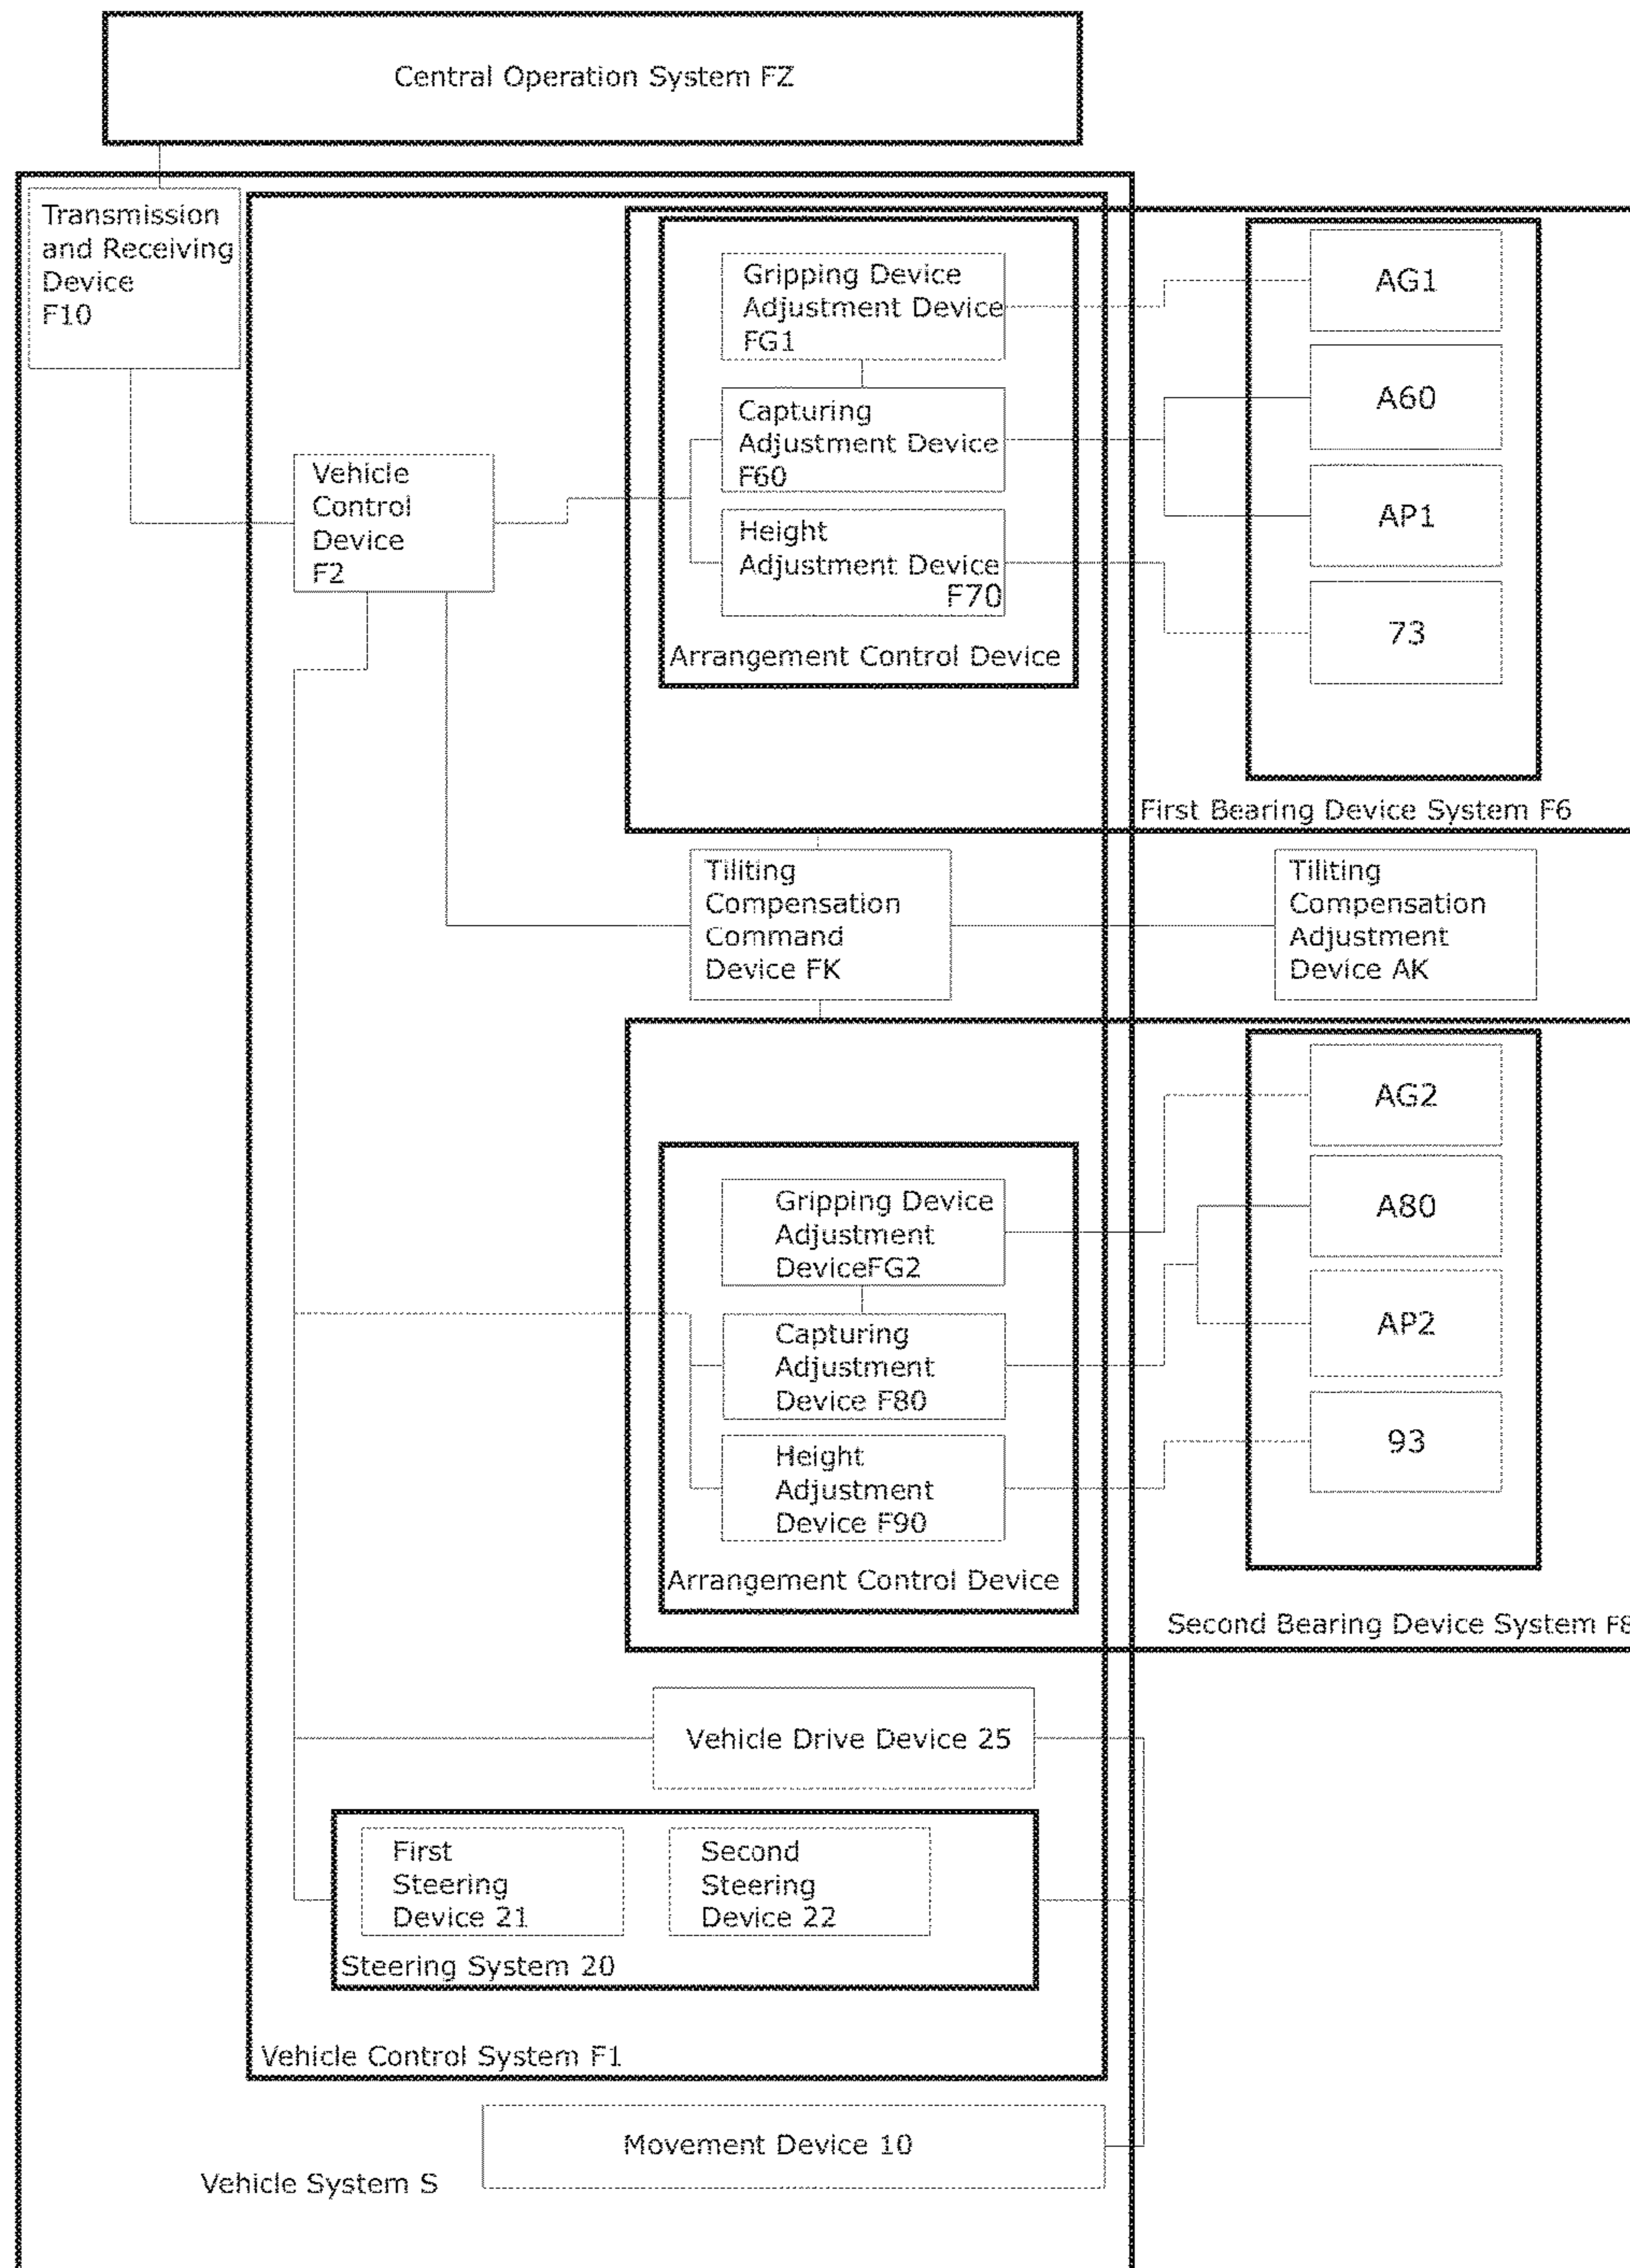 Central Operation System FZ
Transmission
and Receiving
Device
F10
Gripping Device
Adjustment Device
FG1
AG1
Capturing
Adjustment Device
F60
A60
Vehicle
Control
Device
F2
Height
Adjustment Device
F70
AP1
73
Arrangement Control Device
First Bearing Device System F6
Tiliting
Compensation
Command
Device FK
Tiliting
Compensation
Adjustment
Device AK
AG2
Gripping Device
Adjustment
DeviceFG2
A80
Capturing
Adjustment
Device F80
AP2
Height
Adjustment
Device F90
93
Arrangement Control Device
Second Bearing Device System F8
Vehicle Drive Device 25
First
Steering
Device 21
Second
Steering
Device 22
Steering System 20
Vehicle Control System F1
Movement Device 10
Vehicle System S